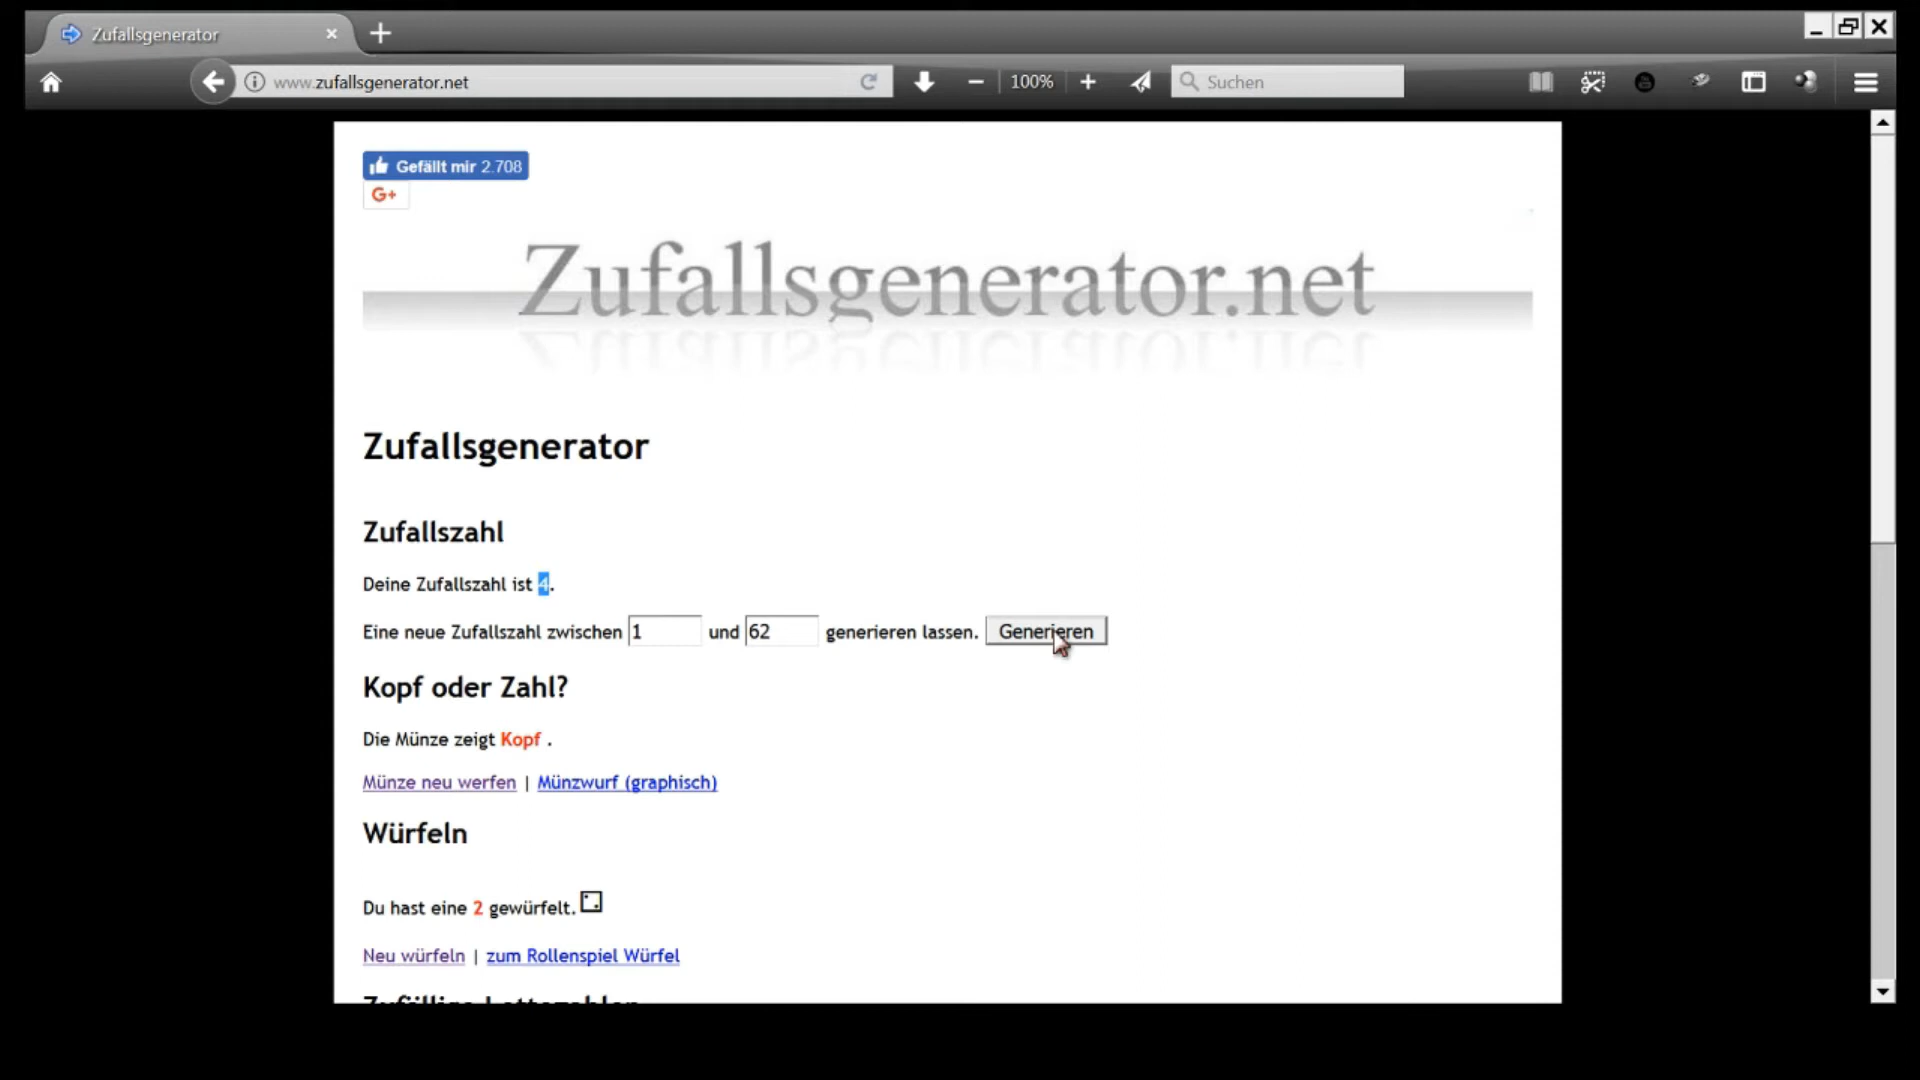 Zufallsgenerator
www.zufallsgenerator.net
100%
Suchen
Gefällt mir 2.708
G+
Zufallsgenerator.net
Zufallsgenerator
Zufallszahl
Deine Zufallszahl ist 4.
Eine neue Zufallszahl zwischen 1 und 62 generieren lassen. Generieren
Kopf oder Zahl?
Die Münze zeigt Kopf .
Münze neu werfen | Münzwurf (graphisch)
Würfeln
Du hast eine 2 gewürfelt.
Neu würfeln | zum Rollenspiel Würfel
Zufällige Lottozahlen